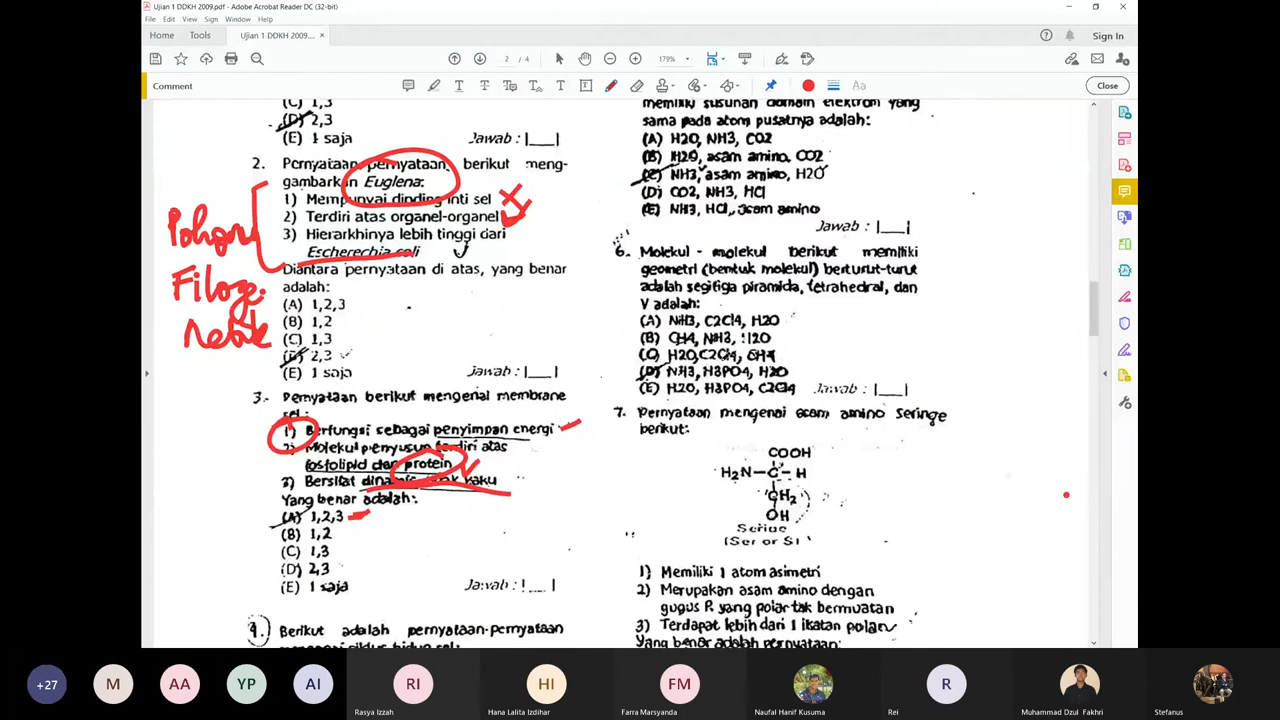 Ujian 1 DDKH 2009.pdf - Adobe Acrobat Reader DC (32-bit)
File Edit View Sign Window Help
Home Tools Ujian 1 DDKH 2009.... × Sign In
2 / 4 179%
Comment Close
(C) 1,3
(D) 2,3
(E) 1 saja Jawab : |___|
2. Pernyataan pernyataan berikut meng-
gambarkan Euglena:
1) Mempunyai dinding inti sel
2) Terdiri atas organel-organel
3) Hierarkhinya lebih tinggi dari
Escherechia coli
Diantara pernyataan di atas, yang benar
adalah:
(A) 1,2,3
(B) 1,2
(C) 1,3
(D) 2,3
(E) 1 saja Jawab : |___|
Pohon
Filoge.
netik
3. Pernyataan berikut mengenai membrane
sel :
1) Berfungsi sebagai penyimpan energi
2) Molekul penyusun terdiri atas
fosfolipid dan protein
3) Bersifat dinamis tidak kaku
Yang benar adalah:
(A) 1,2,3
(B) 1,2
(C) 1,3
(D) 2,3
(E) 1 saja Jawab : |___|
4. Berikut adalah pernyataan-pernyataan
mengenai siklus hidup sel:
memiliki susunan domain elektron yang
sama pada atom pusatnya adalah:
(A) H2O, NH3, CO2
(B) H2O, asam amino, CO2
(C) NH3, asam amino, H2O
(D) CO2, NH3, HCl
(E) NH3, HCl, asam amino
Jawab : |___|
6. Molekul - molekul berikut memiliki
geometri (bentuk molekul) berturut-turut
adalah segitiga piramida, tetrahedral, dan
V adalah:
(A) NH3, C2Cl4, H2O
(B) CH4, NH3, H2O
(C) H2O, C2Cl4, CH4
(D) NH3, H3PO4, H2O
(E) H2O, H3PO4, C2Cl4 Jawab : |___|
7. Pernyataan mengenai asam amino Seringe
berikut:
COOH
H2N—C—H
CH2
OH
Serine
(Ser or S)
1) Memiliki 1 atom asimetri
2) Merupakan asam amino dengan
gugus R yang polar tak bermuatan
3) Terdapat lebih dari 1 ikatan polar
Yang benar adalah pernyataan:
+27 M AA YP AI RI HI FM R
Rasya Izzah Hana Lalita Izdihar Farra Marsyanda Naufal Hanif Kusuma Rei Muhammad Dzul Fakhri Stefanus